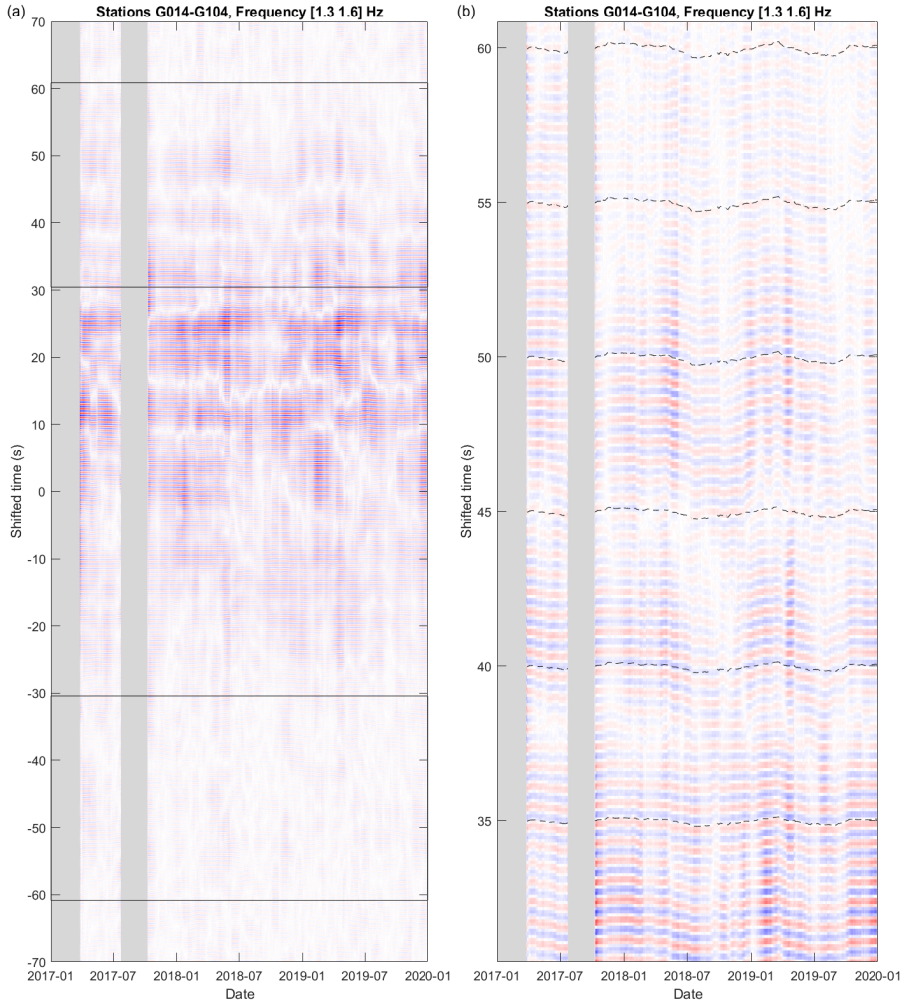 (a) Stations G014-G104, Frequency [1.3 1.6] Hz
70
60
50
40
30
20
10
0
-10
-20
-30
-40
-50
-60
-70
Shifted time (s)
2017-01 2017-07 2018-01 2018-07 2019-01 2019-07 2020-01
Date
(b) Stations G014-G104, Frequency [1.3 1.6] Hz
60
55
50
45
40
35
Shifted time (s)
2017-01 2017-07 2018-01 2018-07 2019-01 2019-07 2020-01
Date